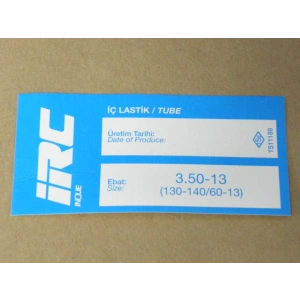 IRC
INOUE
İÇ LASTİK / TUBE
Üretim Tarihi:
Date of Produce:
Ebat:
Size:
3.50-13
(130-140/60-13)